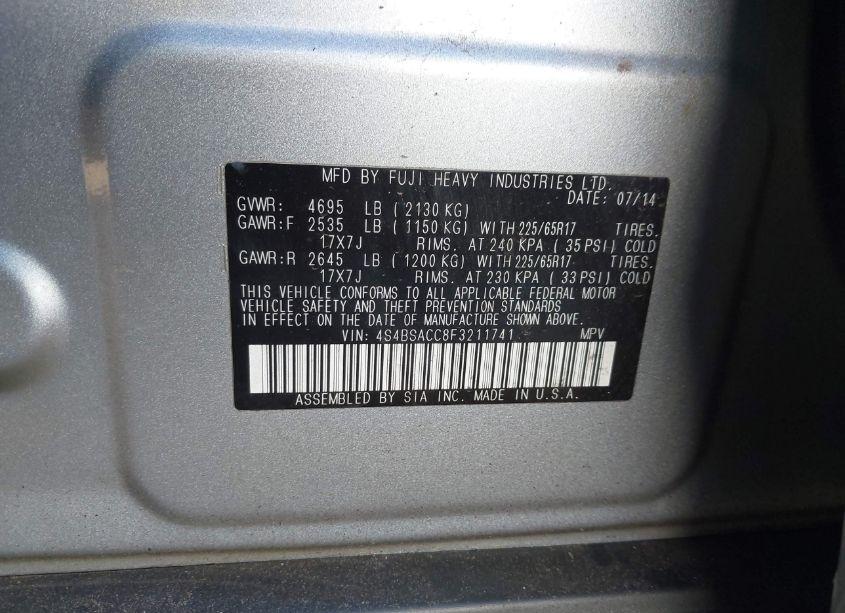 MFD BY FUJI HEAVY INDUSTRIES LTD.
DATE: 07/14
GVWR: 4695 LB ( 2130 KG)
GAWR:F 2535 LB ( 1150 KG) WITH 225/65R17 TIRES.
17X7J RIMS. AT 240 KPA ( 35 PSI) COLD
GAWR:R 2645 LB ( 1200 KG) WITH 225/65R17 TIRES.
17X7J RIMS. AT 230 KPA ( 33 PSI) COLD
THIS VEHICLE CONFORMS TO ALL APPLICABLE FEDERAL MOTOR
VEHICLE SAFETY AND THEFT PREVENTION STANDARDS
IN EFFECT ON THE DATE OF MANUFACTURE SHOWN ABOVE.
VIN: 4S4BSACC8F3211741 MPV
ASSEMBLED BY SIA INC. MADE IN U.S.A.